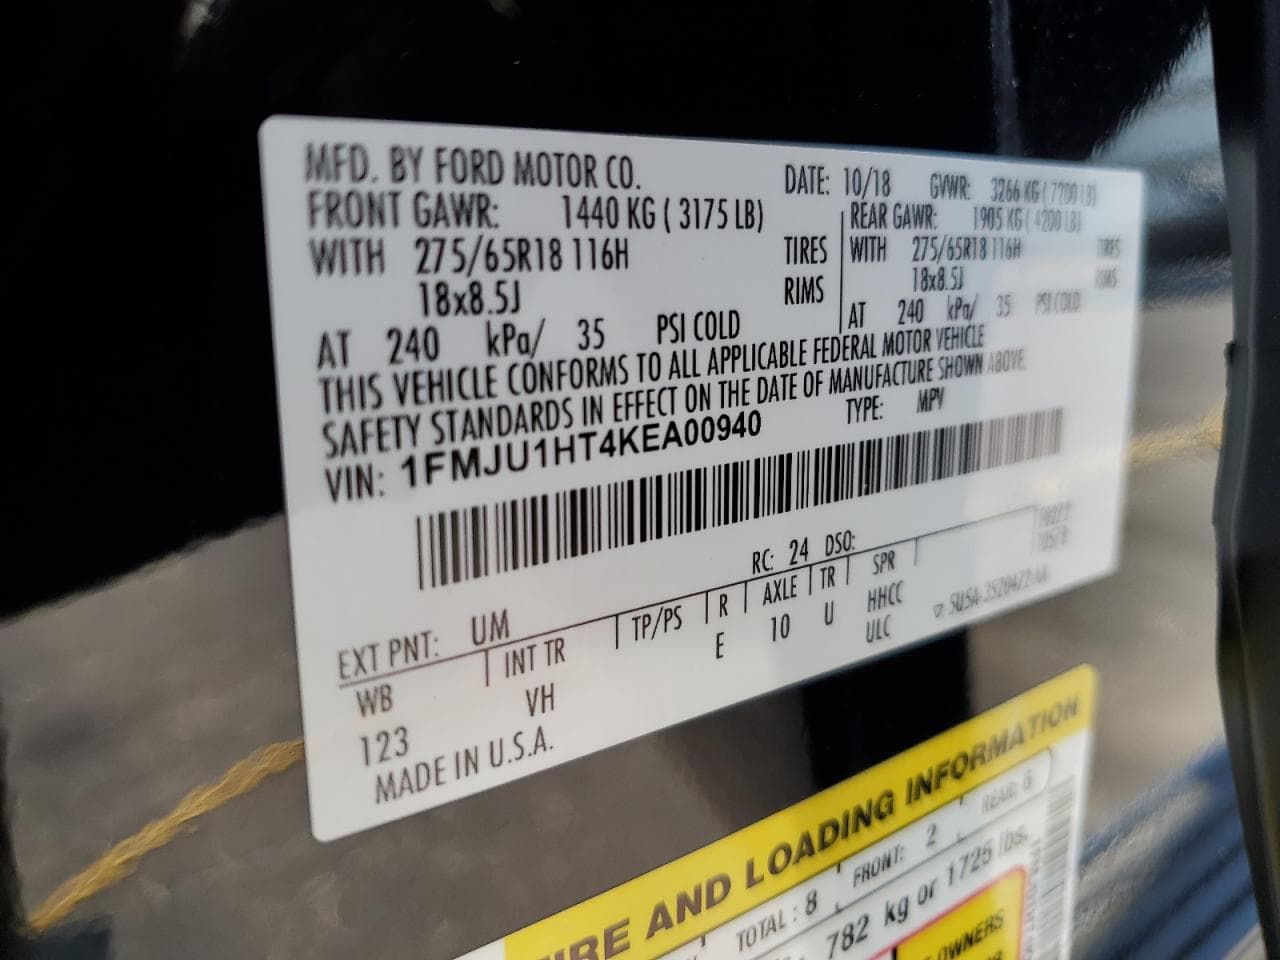 MFD. BY FORD MOTOR CO.
DATE: 10/18 GVWR: 3266 KG (7200 LB)
FRONT GAWR: 1440 KG ( 3175 LB)
REAR GAWR: 1905 KG ( 4200 LB)
WITH 275/65R18 116H TIRES
WITH 275/65R18 116H TIRES
18x8.5J RIMS
18x8.5J RIMS
AT 240 kPa/ 35 PSI COLD
AT 240 kPa/ 35 PSI COLD
THIS VEHICLE CONFORMS TO ALL APPLICABLE FEDERAL MOTOR VEHICLE
SAFETY STANDARDS IN EFFECT ON THE DATE OF MANUFACTURE SHOWN ABOVE.
VIN: 1FMJU1HT4KEA00940 TYPE: MPV
EXT PNT: UM RC: 24 DSO:
WB INT TR TP/PS R AXLE TR SPR
123 VH E 10 U HHCC
ULC
MADE IN U.S.A.
AND LOADING INFORMATION
TOTAL : 8 FRONT: 2 REAR: 6
782 kg or 1725 lbs.
OWNERS